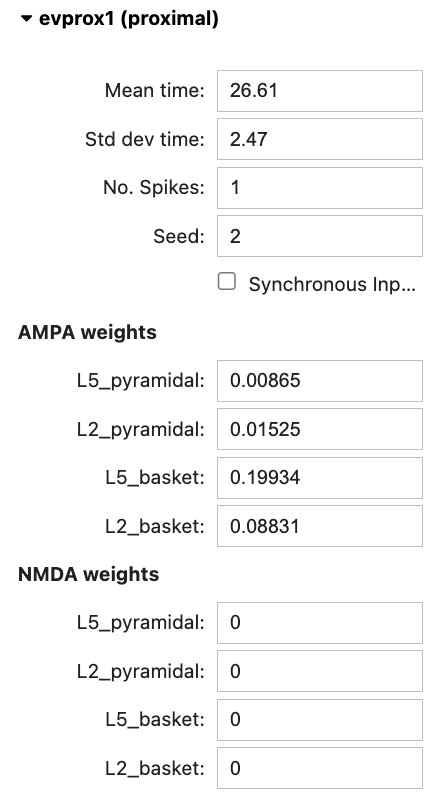 evprox1 (proximal)
Mean time: 26.61
Std dev time: 2.47
No. Spikes: 1
Seed: 2
Synchronous Inp...
AMPA weights
L5_pyramidal: 0.00865
L2_pyramidal: 0.01525
L5_basket: 0.19934
L2_basket: 0.08831
NMDA weights
L5_pyramidal: 0
L2_pyramidal: 0
L5_basket: 0
L2_basket: 0